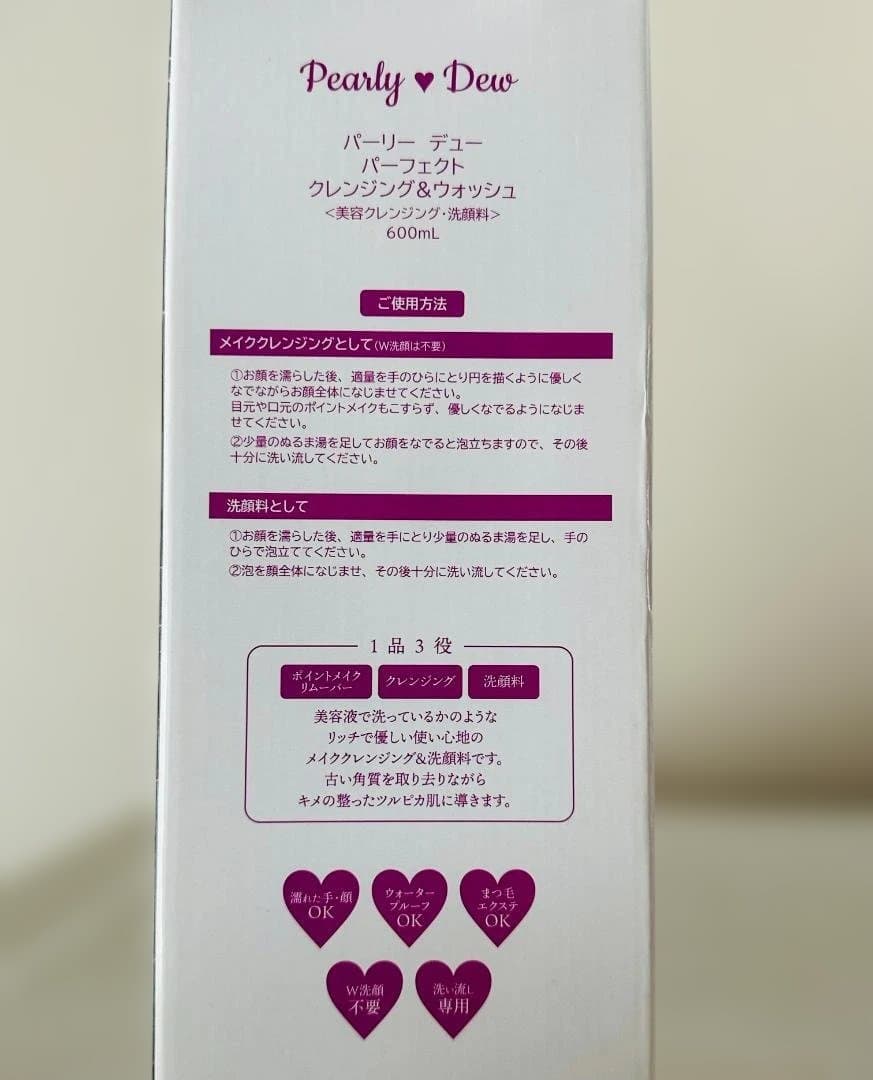 Pearly ♥ Dew
パーリー デュー
パーフェクト
クレンジング&ウォッシュ
<美容クレンジング・洗顔料>
600mL
ご使用方法
メイククレンジングとして(W洗顔は不要)
①お顔を濡らした後、適量を手のひらにとり円を描くように優しく
なでながらお顔全体になじませてください。
目元や口元のポイントメイクもこすらず、優しくなでるようになじま
せてください。
②少量のぬるま湯を足してお顔をなでると泡立ちますので、その後
十分に洗い流してください。
洗顔料として
①お顔を濡らした後、適量を手にとり少量のぬるま湯を足し、手の
ひらで泡立ててください。
②泡を顔全体になじませ、その後十分に洗い流してください。
1品3役
ポイントメイク
リムーバー
クレンジング
洗顔料
美容液で洗っているかのような
リッチで優しい使い心地の
メイククレンジング&洗顔料です。
古い角質を取り去りながら
キメの整ったツルピカ肌に導きます。
濡れた手・顔
OK
ウォーター
プルーフ
OK
まつ毛
エクステ
OK
W洗顔
不要
洗い流し
専用